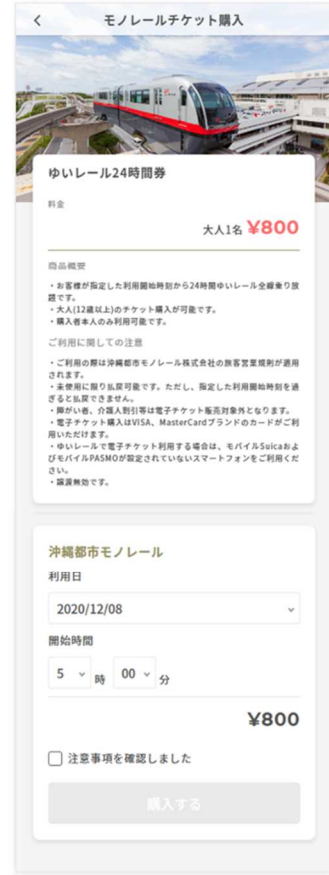 モノレールチケット購入
ゆいレール24時間券
料金
大人1名 ¥800
商品概要
・お客様が指定した利用開始時刻から24時間ゆいレール全線乗り放
題です。
・大人(12歳以上)のチケット購入が可能です。
・購入者本人のみ利用可能です。
ご利用に関しての注意
・ご利用の際は沖縄都市モノレール株式会社の旅客営業規則が適用
されます。
・未使用に限り払戻可能です。ただし、指定した利用開始時刻を過
ぎると払戻できません。
・障がい者、介護人割引等は電子チケット販売対象外となります。
・電子チケット購入はVISA、MasterCardブランドのカードがご利
用いただけます。
・ゆいレールで電子チケット利用する場合は、モバイルSuicaおよ
びモバイルPASMOが設定されていないスマートフォンをご利用くだ
さい。
・譲渡無効です。
沖縄都市モノレール
利用日
2020/12/08
開始時間
5 時 00 分
¥800
注意事項を確認しました
購入する